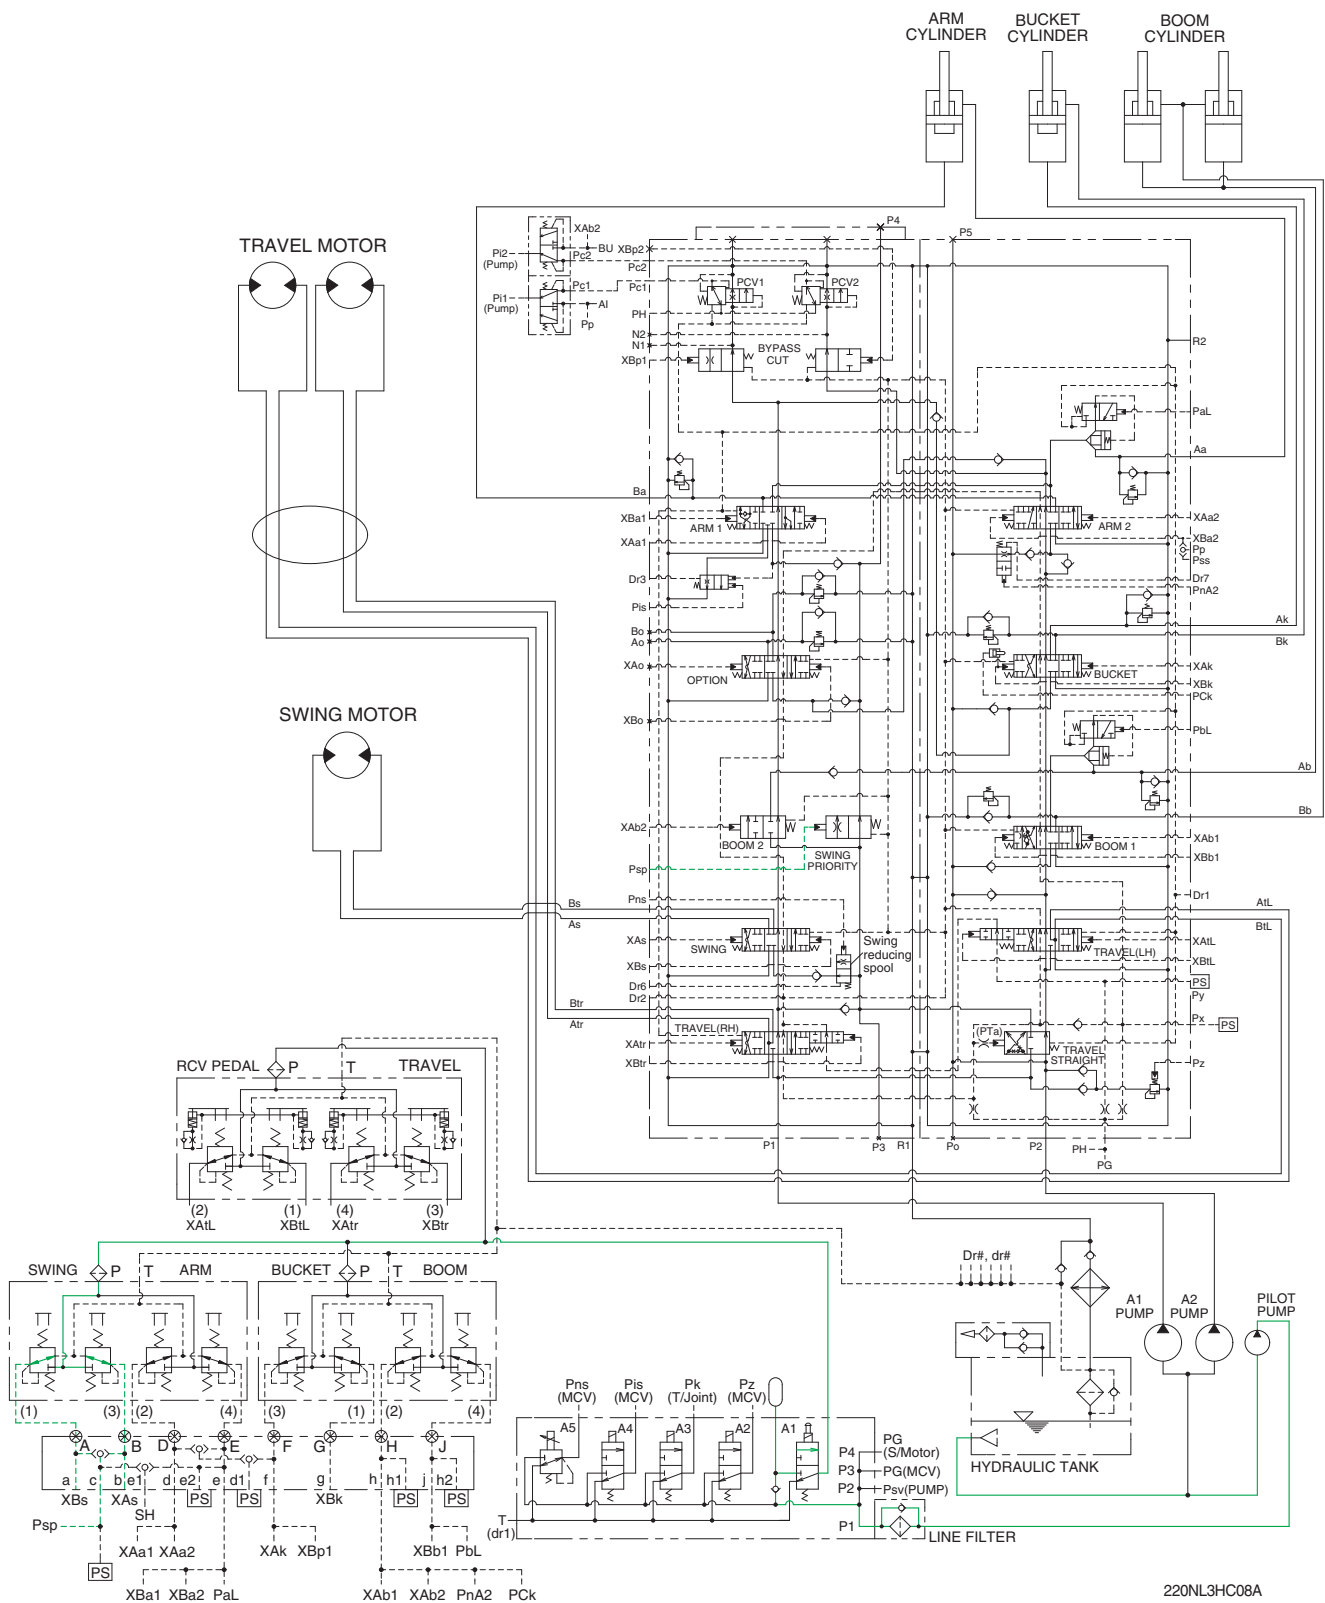 ARM
CYLINDER
BUCKET
CYLINDER
BOOM
CYLINDER
TRAVEL MOTOR
XAb2
BU
XBp2
P4
P5
Pi2
(Pump)
Pc2
Pc2
Pc1
Pc1
PCV1
PCV2
Pi1
(Pump)
AI
Pp
PH
N2
N1
XBp1
BYPASS
CUT
R2
PaL
Aa
Ba
XBa1
ARM 1
XAa1
ARM 2
XAa2
XBa2
Pp
Pss
Dr3
Dr7
PnA2
Pis
Bo
Ao
Ak
Bk
XAo
OPTION
XBo
BUCKET
XAk
XBk
PCk
SWING MOTOR
PbL
Ab
Bb
XAb2
BOOM 2
SWING
PRIORITY
Psp
BOOM 1
XAb1
XBb1
Pns
Dr1
Bs
As
AtL
BtL
XAs
SWING
XBs
Swing
reducing
spool
TRAVEL(LH)
XAtL
XBtL
Dr6
Dr2
PS
Py
Btr
Atr
TRAVEL(RH)
(PTa)
Px
PS
XAtr
XBtr
TRAVEL
STRAIGHT
Pz
RCV PEDAL
P
T
TRAVEL
P1
P3
R1
Po
P2
PH
PG
(2)
XAtL
(1)
XBtL
(4)
XAtr
(3)
XBtr
SWING
P
T
ARM
BUCKET
P
T
BOOM
Dr#, dr#
A1
PUMP
A2
PUMP
PILOT
PUMP
(1)
(3)
(2)
(4)
(3)
(1)
(2)
(4)
A
B
D
E
F
G
H
J
a
c
b
e1
d
e2
e
d1
f
g
h
h1
j
h2
XBs
XAs
SH
PS
PS
XBk
PS
PS
Psp
PS
XAa1
XAa2
XAk
XBp1
XBb1
PbL
XBa1
XBa2
PaL
XAb1
XAb2
PnA2
PCk
Pns
(MCV)
Pis
(MCV)
Pk
(T/Joint)
Pz
(MCV)
A5
A4
A3
A2
A1
PG
(S/Motor)
P4
P3
PG(MCV)
P2
Psv(PUMP)
P1
T
(dr1)
LINE FILTER
HYDRAULIC TANK
220NL3HC08A